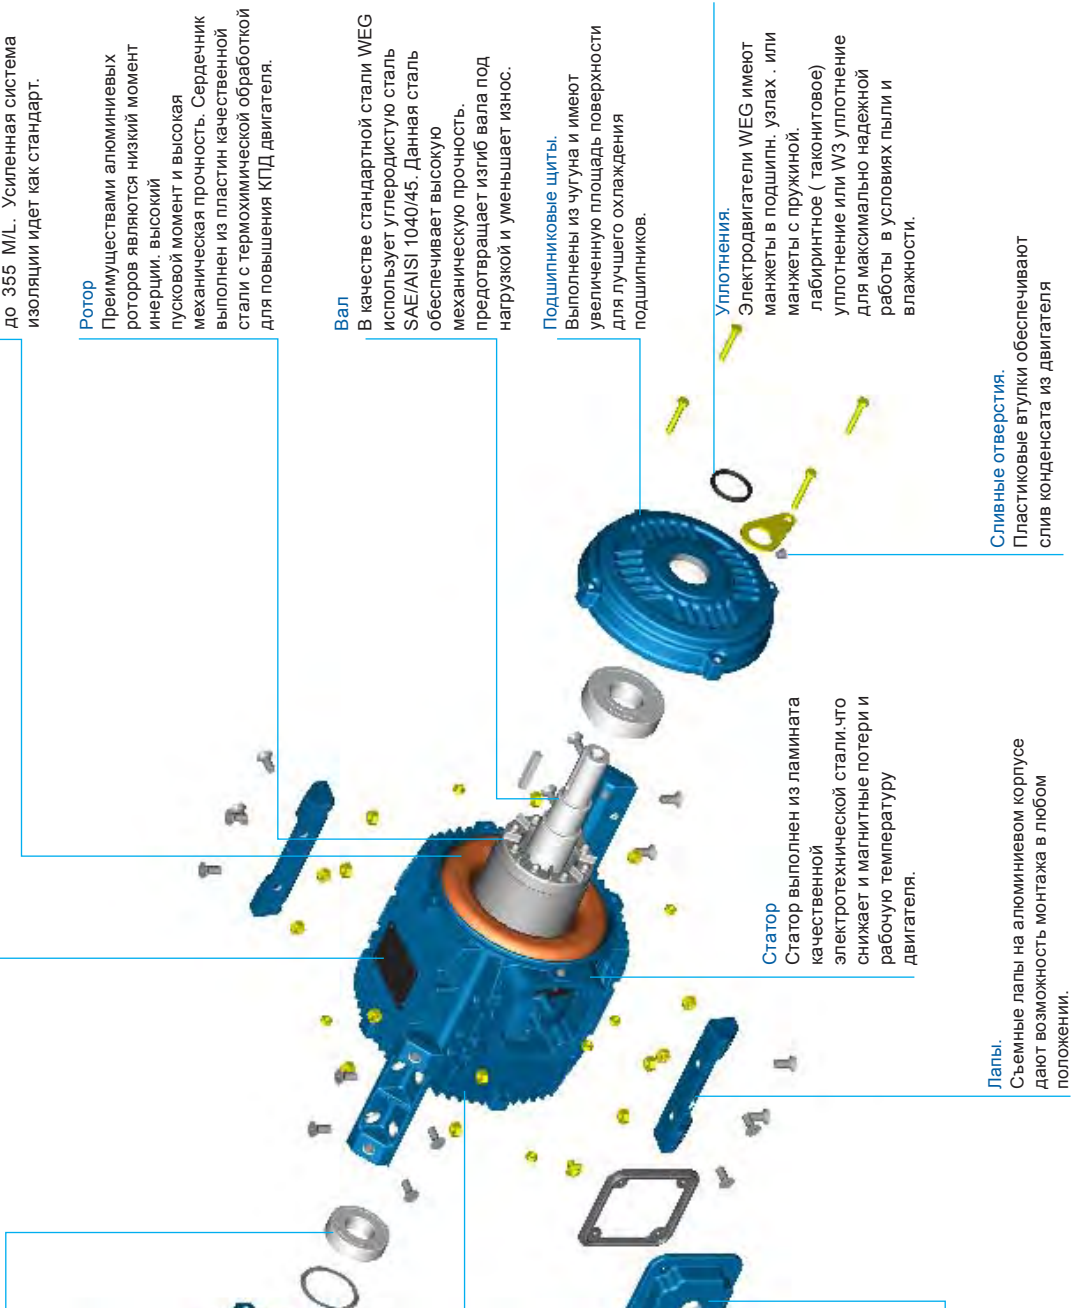 до 355 M/L. Усиленная система
изоляции идет как стандарт.
Ротор
Преимуществами алюминиевых
роторов являются низкий момент
инерции. высокий
пусковой момент и высокая
механическая прочность. Сердечник
выполнен из пластин качественной
стали с термохимической обработкой
для повышения КПД двигателя.
Вал
В качестве стандартной стали WEG
использует углеродистую сталь
SAE/AISI 1040/45. Данная сталь
обеспечивает высокую
механическую прочность.
предотвращает изгиб вала под
нагрузкой и уменьшает износ.
Подшипниковые щиты.
Выполнены из чугуна и имеют
увеличенную площадь поверхности
для лучшего охлаждения
подшипников.
Уплотнения.
Электродвигатели WEG имеют
манжеты в подшипн. узлах . или
манжеты с пружиной.
лабиринтное ( таконитовое)
уплотнение или W3 уплотнение
для максимально надежной
работы в условиях пыли и
влажности.
Сливные отверстия.
Пластиковые втулки обеспечивают
слив конденсата из двигателя
Статор
Статор выполнен из ламината
качественной
электротехнической стали.что
снижает и магнитные потери и
рабочую температуру
двигателя.
Лапы.
Съемные лапы на алюминиевом корпусе
дают возможность монтажа в любом
положении.